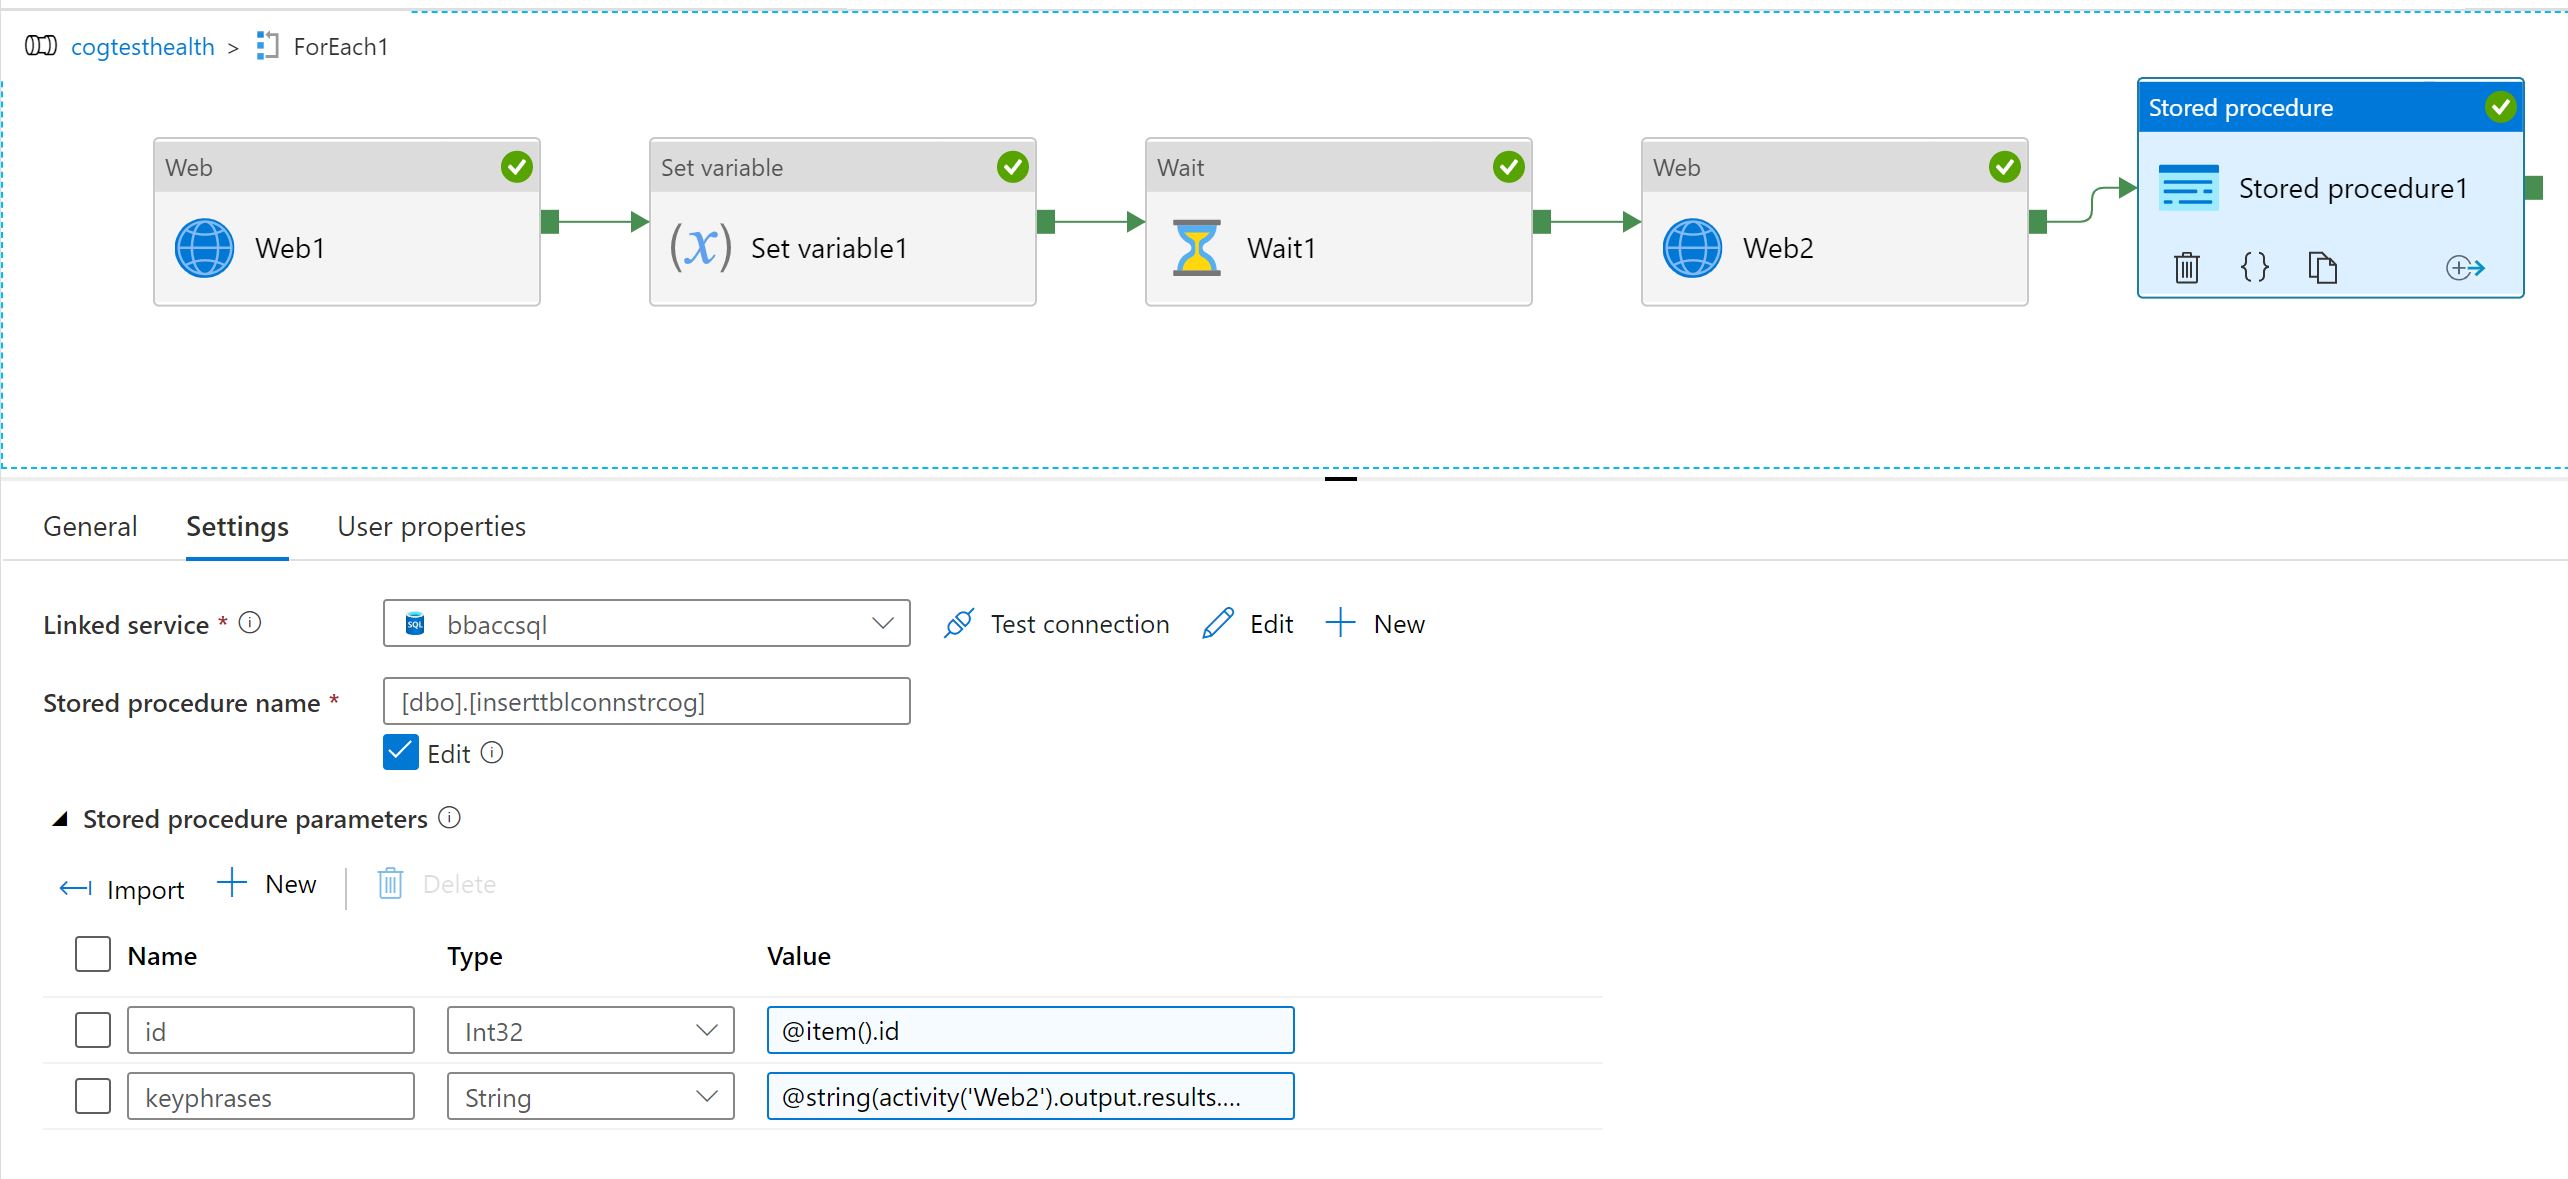 cogtesthealth > ForEach1
Web
Web1
Set variable
(x) Set variable1
Wait
Wait1
Web
Web2
Stored procedure
Stored procedure1
{}
General Settings User properties
Linked service *
SQL bbaccsql
Test connection Edit New
Stored procedure name *
[dbo].[inserttblconnstrcog]
Edit
Stored procedure parameters
Import New Delete
Name Type Value
id Int32 @item().id
keyphrases String @string(activity('Web2').output.results....